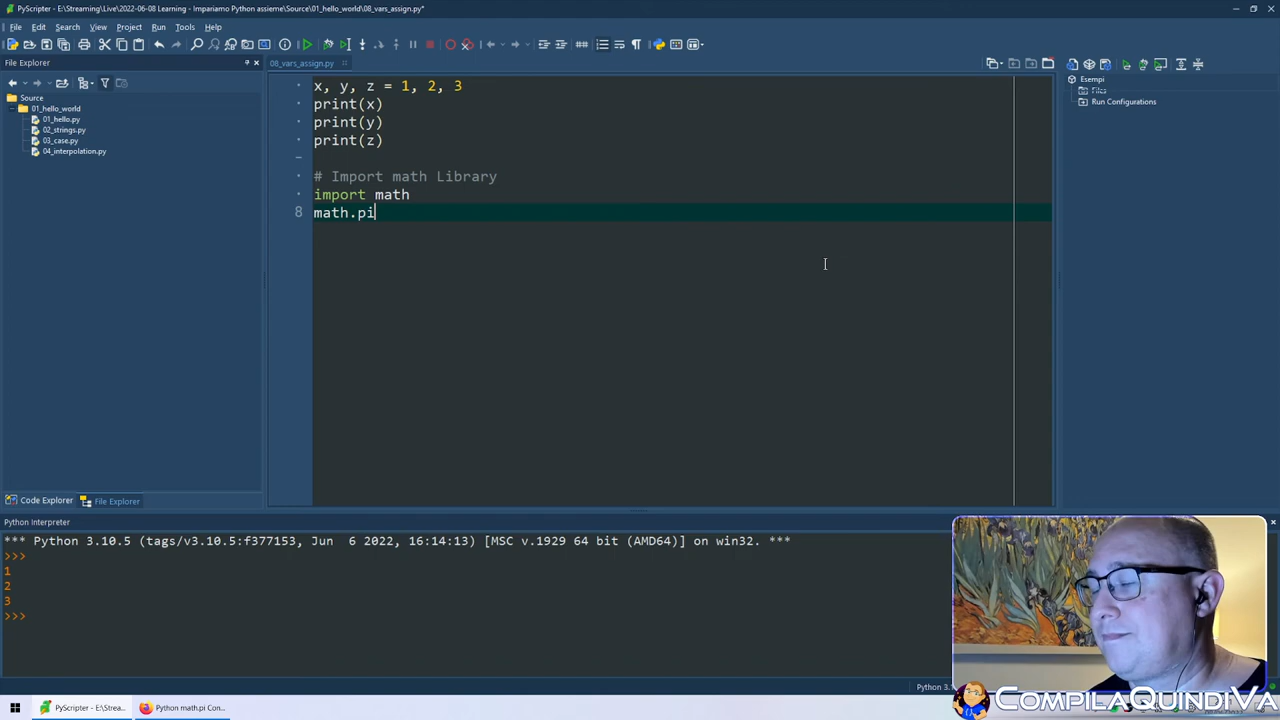 PyScripter - E:\Streaming\Live\2022-06-08 Learning - Impariamo Python assieme\Source\01_hello_world\08_vars_assign.py*
File Edit Search View Project Run Tools Help
File Explorer
08_vars_assign.py
Source
01_hello_world
01_hello.py
02_strings.py
03_case.py
04_interpolation.py
x, y, z = 1, 2, 3
print(x)
print(y)
print(z)
# Import math Library
import math
8 math.pi
Esempi
Files
Run Configurations
Code Explorer File Explorer
Python Interpreter
*** Python 3.10.5 (tags/v3.10.5:f377153, Jun 6 2022, 16:14:13) [MSC v.1929 64 bit (AMD64)] on win32. ***
>>>
1
2
3
>>>
Python 3.
COMPILAQUINDIVA
PyScripter - E:\Strea... Python math.pi Con...